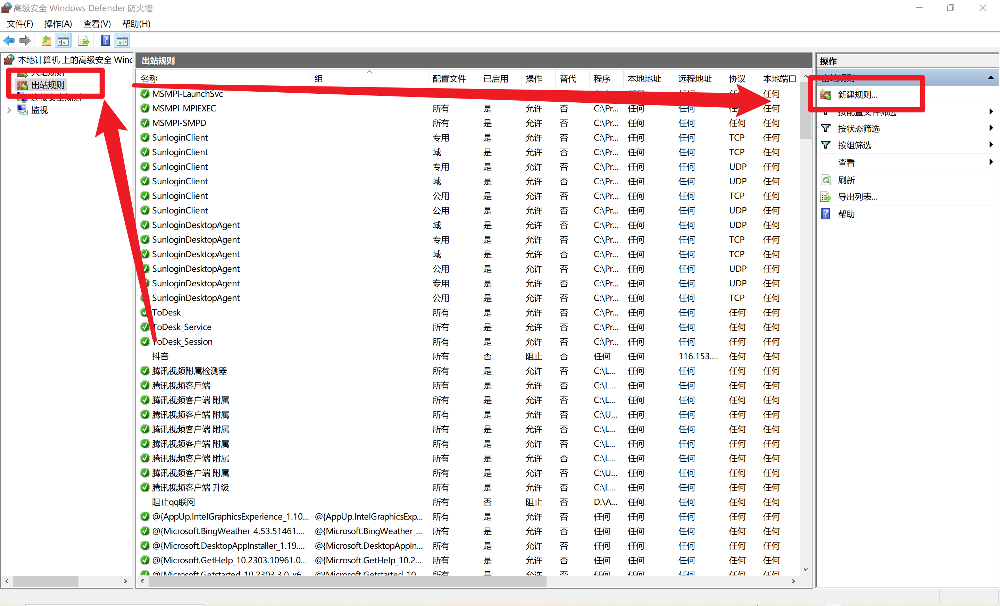 高级安全 Windows Defender 防火墙
文件(F) 操作(A) 查看(V) 帮助(H)
本地计算机 上的高级安全 Wind
入站规则
出站规则
连接安全规则
监视
出站规则
名称 组 配置文件 已启用 操作 替代 程序 本地地址 远程地址 协议 本地端口
MSMPI-LaunchSvc 任何
MSMPI-MPIEXEC 所有 是 允许 否 C:\Pr... 任何 任何 任何 任何
MSMPI-SMPD 所有 是 允许 否 C:\Pr... 任何 任何 任何 任何
SunloginClient 专用 是 允许 否 C:\Pr... 任何 任何 TCP 任何
SunloginClient 域 是 允许 否 C:\Pr... 任何 任何 TCP 任何
SunloginClient 专用 是 允许 否 C:\Pr... 任何 任何 UDP 任何
SunloginClient 域 是 允许 否 C:\Pr... 任何 任何 UDP 任何
SunloginClient 公用 是 允许 否 C:\Pr... 任何 任何 TCP 任何
SunloginClient 公用 是 允许 否 C:\Pr... 任何 任何 UDP 任何
SunloginDesktopAgent 域 是 允许 否 C:\Pr... 任何 任何 UDP 任何
SunloginDesktopAgent 专用 是 允许 否 C:\Pr... 任何 任何 TCP 任何
SunloginDesktopAgent 域 是 允许 否 C:\Pr... 任何 任何 TCP 任何
SunloginDesktopAgent 公用 是 允许 否 C:\Pr... 任何 任何 UDP 任何
SunloginDesktopAgent 专用 是 允许 否 C:\Pr... 任何 任何 UDP 任何
SunloginDesktopAgent 公用 是 允许 否 C:\Pr... 任何 任何 TCP 任何
ToDesk 所有 是 允许 否 C:\Pr... 任何 任何 任何 任何
ToDesk_Service 所有 是 允许 否 C:\Pr... 任何 任何 任何 任何
ToDesk_Session 所有 是 允许 否 C:\Pr... 任何 任何 任何 任何
抖音 所有 否 阻止 否 任何 任何 116.153.... 任何 任何
腾讯视频附属检测器 所有 是 允许 否 C:\L... 任何 任何 任何 任何
腾讯视频客戶端 所有 是 允许 否 C:\L... 任何 任何 任何 任何
腾讯视频客户端 附属 所有 是 允许 否 C:\L... 任何 任何 任何 任何
腾讯视频客户端 附属 所有 是 允许 否 C:\U... 任何 任何 任何 任何
腾讯视频客户端 附属 所有 是 允许 否 C:\L... 任何 任何 任何 任何
腾讯视频客户端 附属 所有 是 允许 否 C:\L... 任何 任何 任何 任何
腾讯视频客户端 附属 所有 是 允许 否 C:\L... 任何 任何 任何 任何
腾讯视频客户端 附属 所有 是 允许 否 C:\U... 任何 任何 任何 任何
腾讯视频客户端 升级 所有 是 允许 否 C:\L... 任何 任何 任何 任何
阻止qq联网 所有 否 阻止 否 D:\A... 任何 任何 任何 任何
@{AppUp.IntelGraphicsExperience_1.10... @{AppUp.IntelGraphicsExp... 所有 是 允许 否 任何 任何 任何 任何 任何
@{Microsoft.BingWeather_4.53.51461.... @{Microsoft.BingWeather_... 所有 是 允许 否 任何 任何 任何 任何 任何
@{Microsoft.DesktopAppInstaller_1.19.... @{Microsoft.DesktopAppIn... 所有 是 允许 否 任何 任何 任何 任何 任何
@{Microsoft.GetHelp_10.2303.10961.0... @{Microsoft.GetHelp_10.2... 所有 是 允许 否 任何 任何 任何 任何 任何
@{Microsoft.Getstarted_10.2303.3.0_x6... @{Microsoft.Getstarted_10... 所有 是 允许 否 任何 任何 任何 任何 任何
操作
出站规则
新建规则...
按配置文件筛选
按状态筛选
按组筛选
查看
刷新
导出列表...
帮助